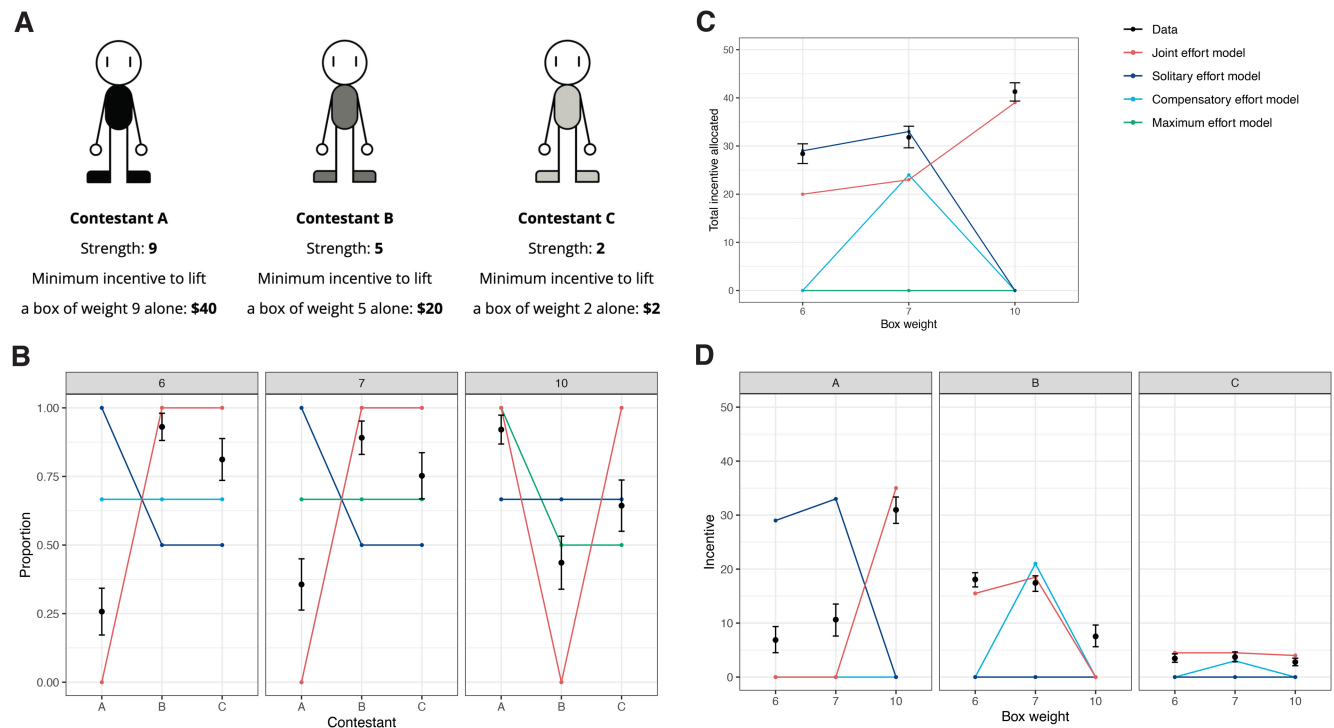 A
Contestant A
Strength: 9
Minimum incentive to lift
a box of weight 9 alone: $40
Contestant B
Strength: 5
Minimum incentive to lift
a box of weight 5 alone: $20
Contestant C
Strength: 2
Minimum incentive to lift
a box of weight 2 alone: $2
C
50
40
30
20
10
0
Total incentive allocated
6 7 10
Box weight
Data
Joint effort model
Solitary effort model
Compensatory effort model
Maximum effort model
B
6 7 10
1.00
0.75
0.50
0.25
0.00
Proportion
A B C A B C A B C
Contestant
D
A B C
50
40
30
20
10
0
Incentive
6 7 10 6 7 10 6 7 10
Box weight